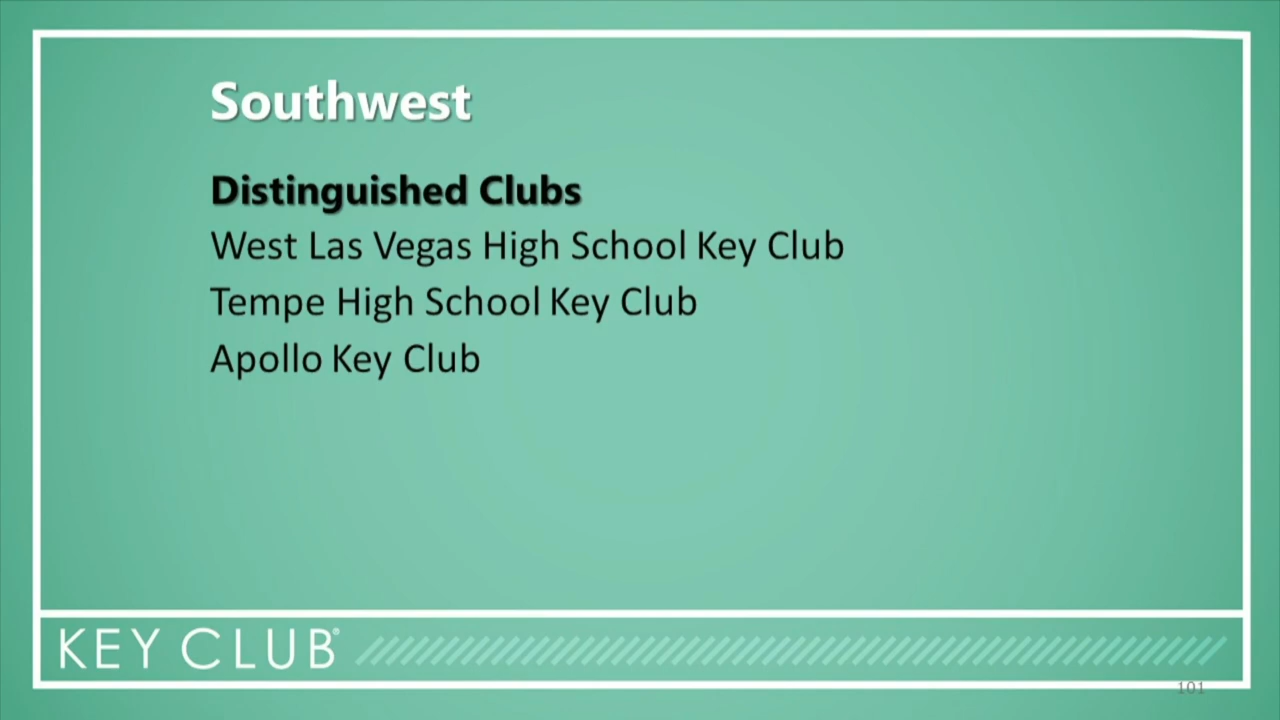 Southwest
Distinguished Clubs
West Las Vegas High School Key Club
Tempe High School Key Club
Apollo Key Club
KEY CLUB®
101